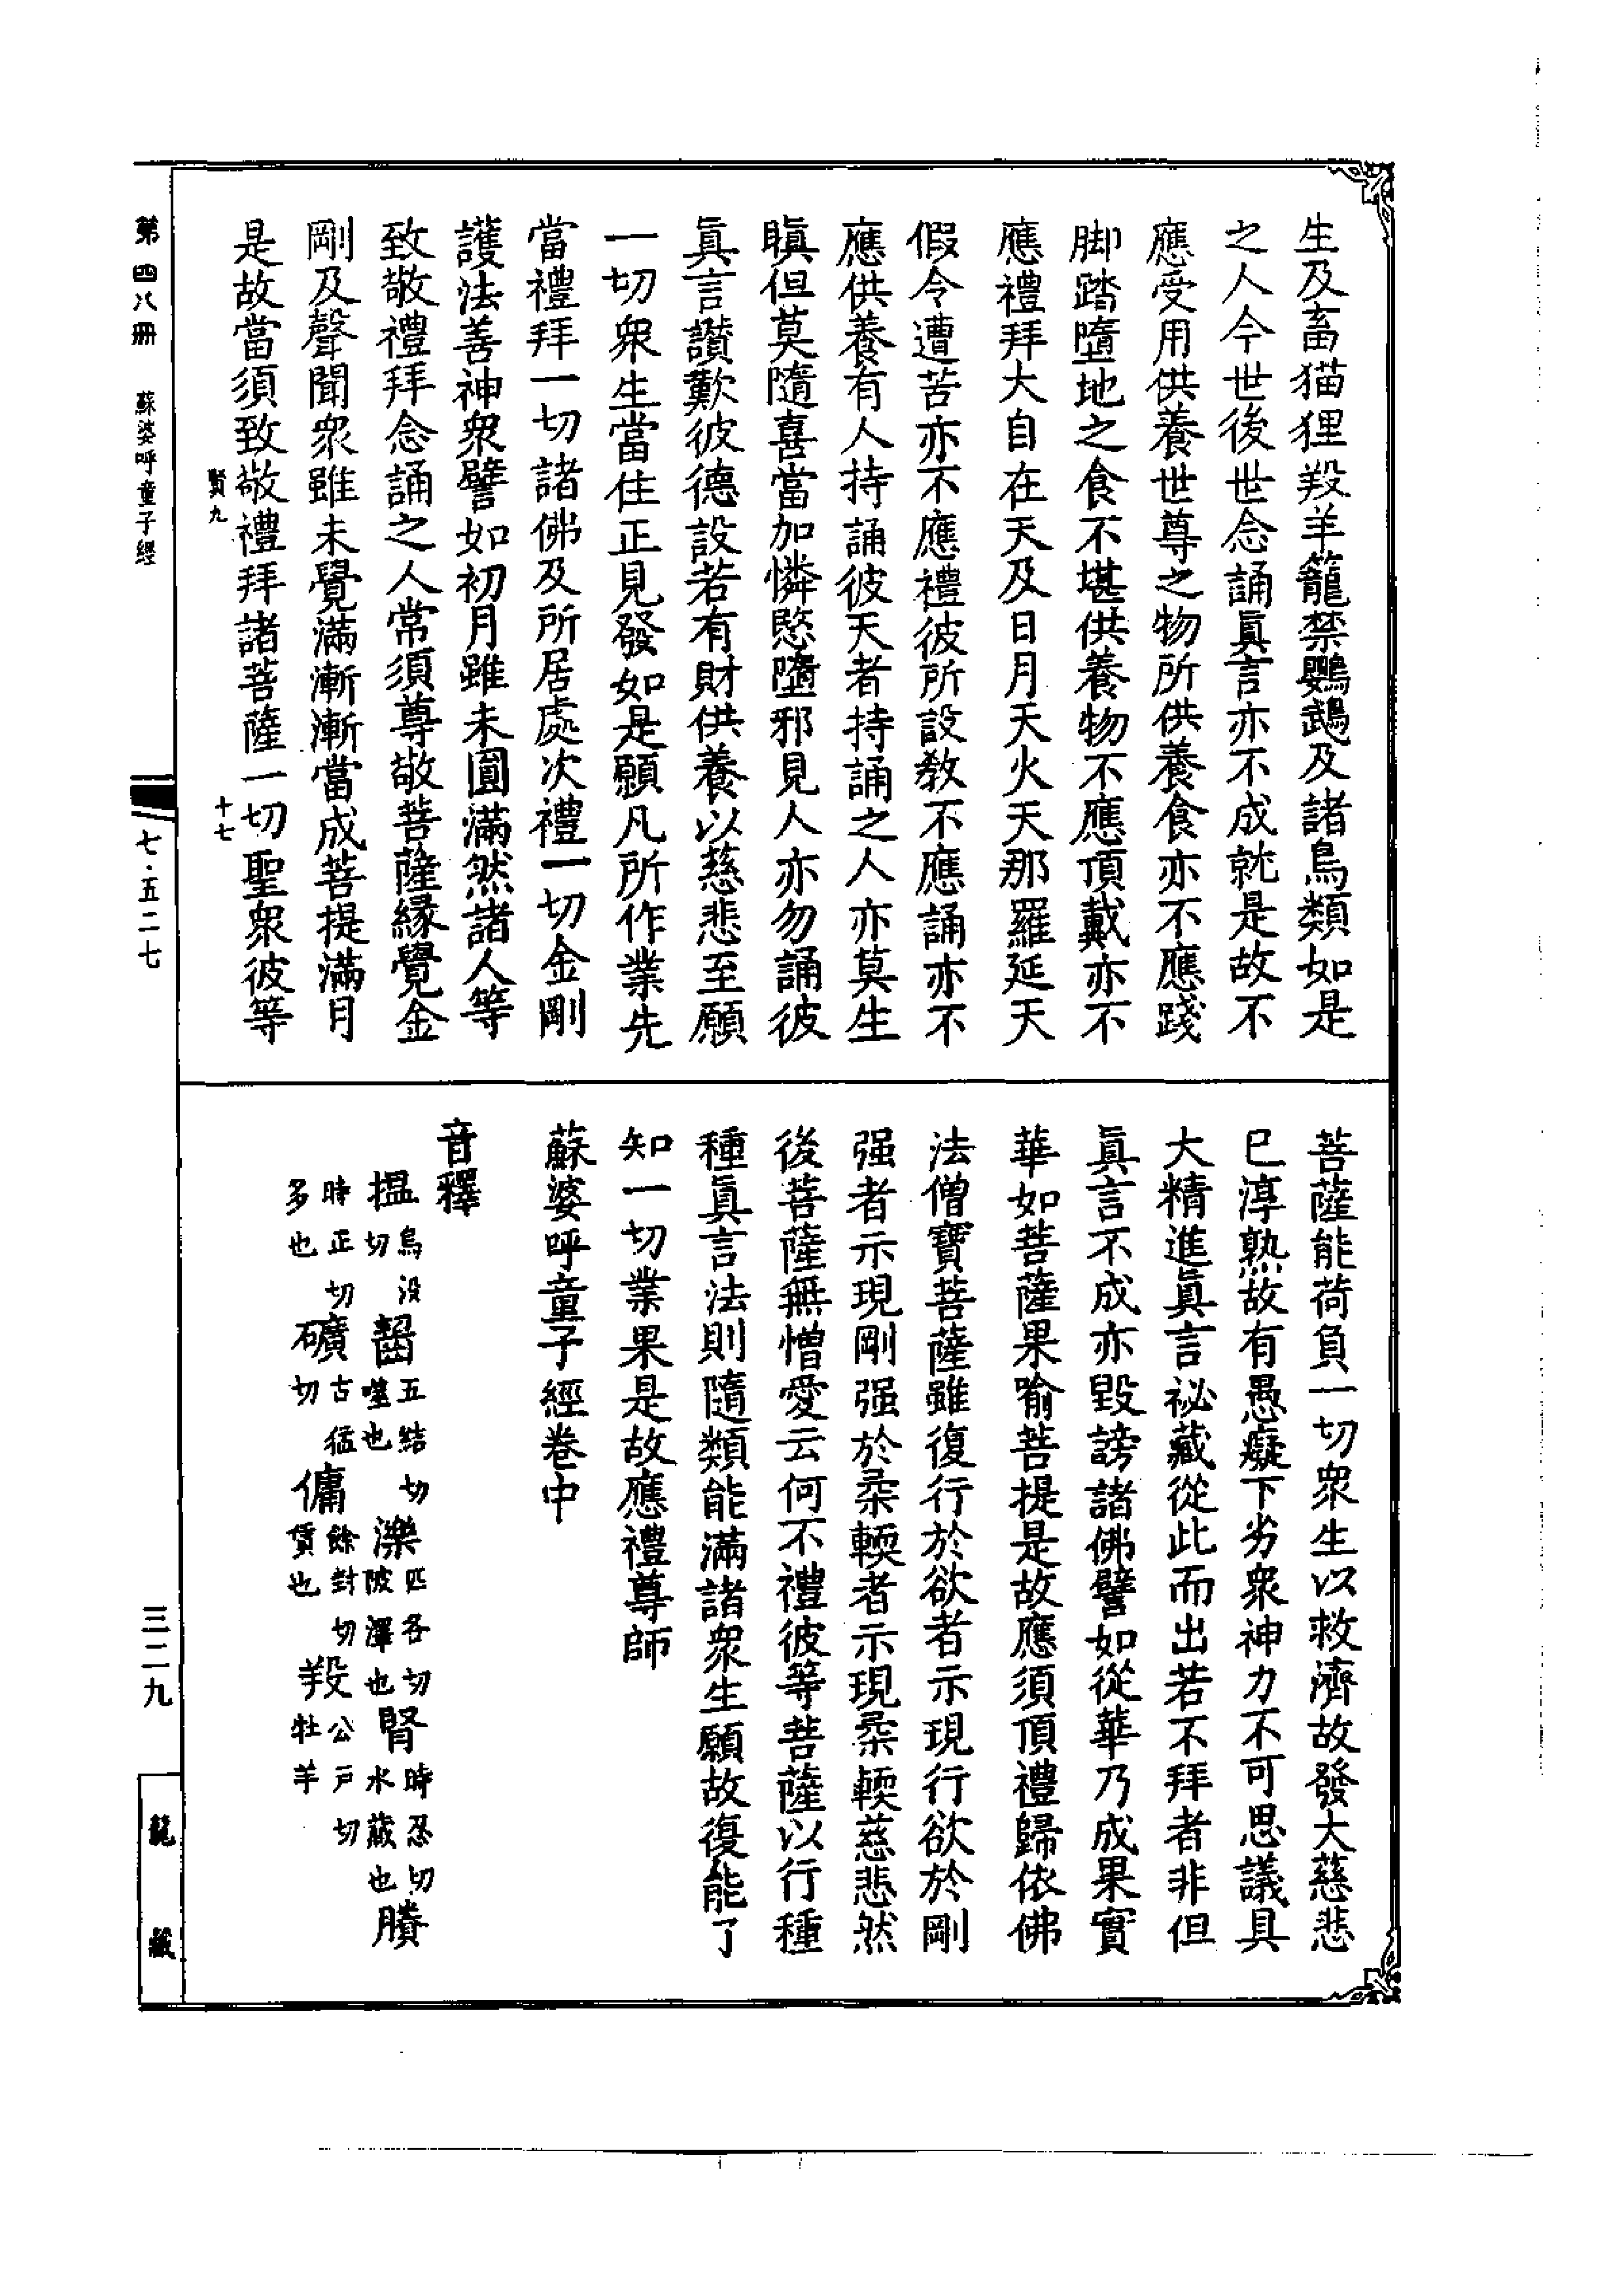 生及畜猫狸羖羊籠禁鸚鵡及諸鳥類如是
之人今世後世念誦眞言亦不成就是故不
應受用供養世尊之物所供養食亦不應踐
脚踏墮地之食不堪供養物不應頂戴亦不
應禮拜大自在天及日月天火天那羅延天
假令遭苦亦不應禮彼所設教不應誦亦不
應供養有人持誦彼天者持誦之人亦莫生
瞋但莫隨喜當加憐愍墮邪見人亦勿誦彼
眞言讃歎彼德設若有財供養以慈悲至願
一切衆生當住正見發如是願凡所作業先
當禮拜一切諸佛及所居處次禮一切金剛
護法善神衆譬如初月雖未圓滿然諸人等
致敬禮拜念誦之人常須尊敬菩薩緣覺金
剛及聲聞衆雖未覺滿漸漸當成菩提滿月
是故當須致敬禮拜諸菩薩一切聖衆彼等
賢九 十七
菩薩能荷負一切衆生以救濟故發大慈悲
已淳熟故有愚癡下劣衆神力不可思議具
大精進眞言祕藏從此而出若不拜者非但
眞言不成亦毀謗諸佛譬如從華乃成果實
華如菩薩果喻菩提是故應須頂禮歸依佛
法僧寶菩薩雖復行於欲者示現行欲於剛
强者示現剛强於柔輭者示現柔輭慈悲然
後菩薩無憎愛云何不禮彼等菩薩以行種
種眞言法則隨類能滿諸衆生願故復能了
知一切業果是故應禮尊師
蘇婆呼童子經卷中
音釋
搵烏没切 齧五結切噬也 濼匹各切陂澤也 腎時忍切水藏也 賸
時正切多也 礦古猛切 傭餘封切賃也 羖公戸切牡羊
第四八冊 蘇婆呼童子經 七·五二七 三二九 龍藏